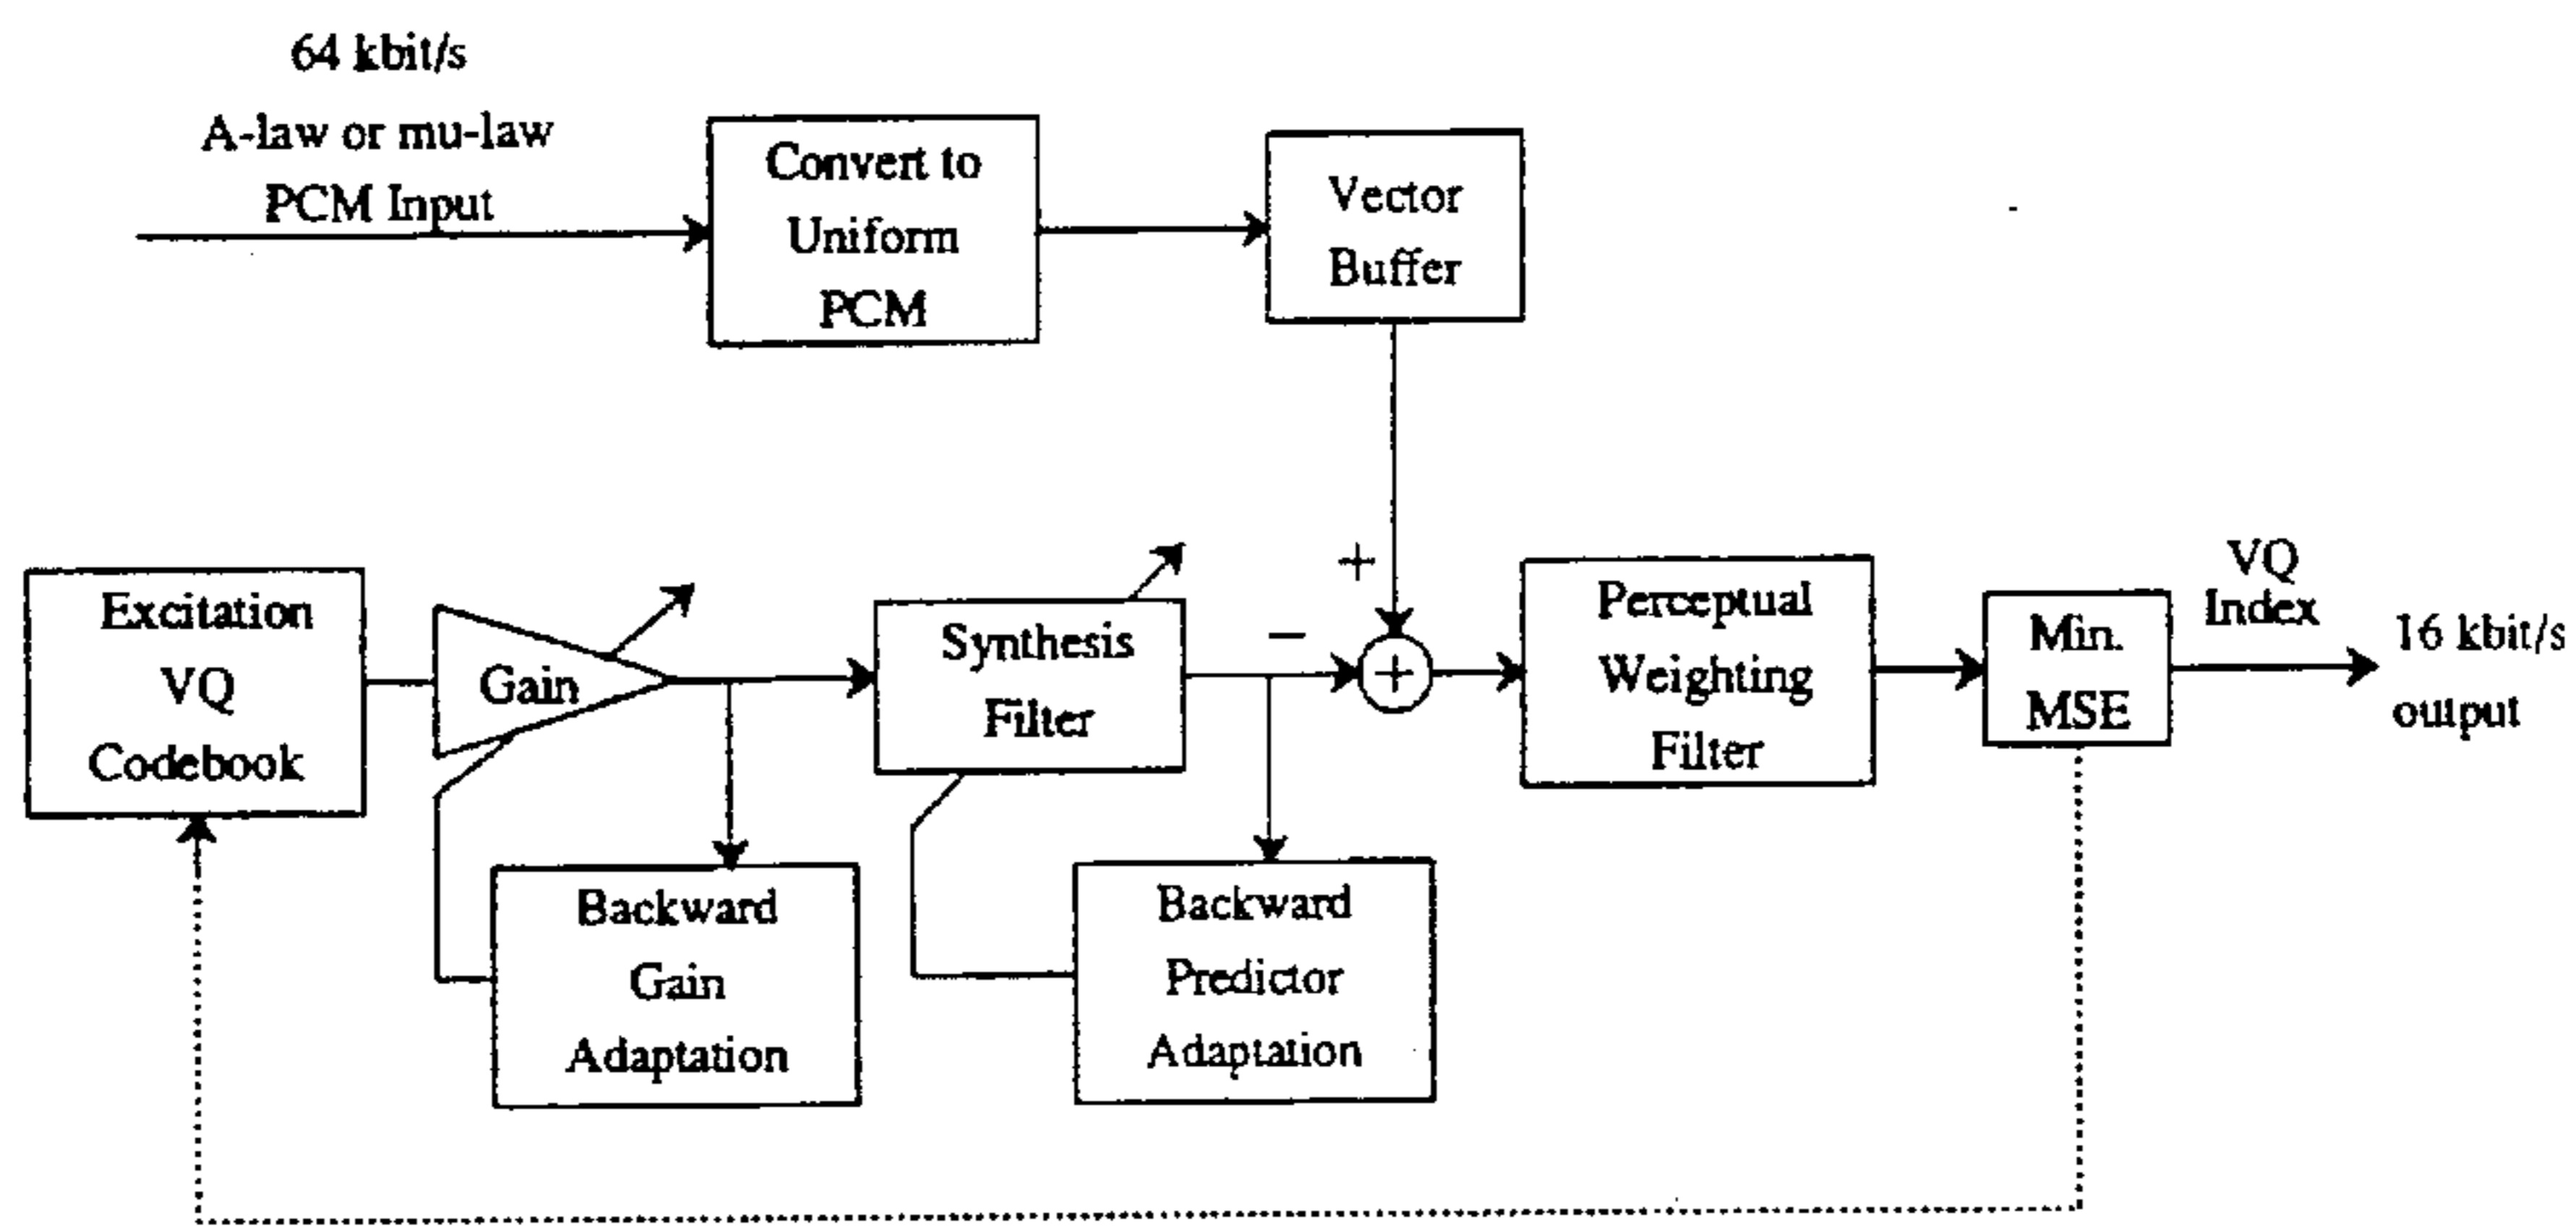 64 kbit/s
A-law or mu-law
PCM Input
Convert to
Uniform
PCM
Vector
Buffer
Excitation
VQ
Codebook
Gain
Synthesis
Filter
+
−
+
Perceptual
Weighting
Filter
Min.
MSE
VQ
Index
16 kbit/s
output
Backward
Gain
Adaptation
Backward
Predictor
Adaptation